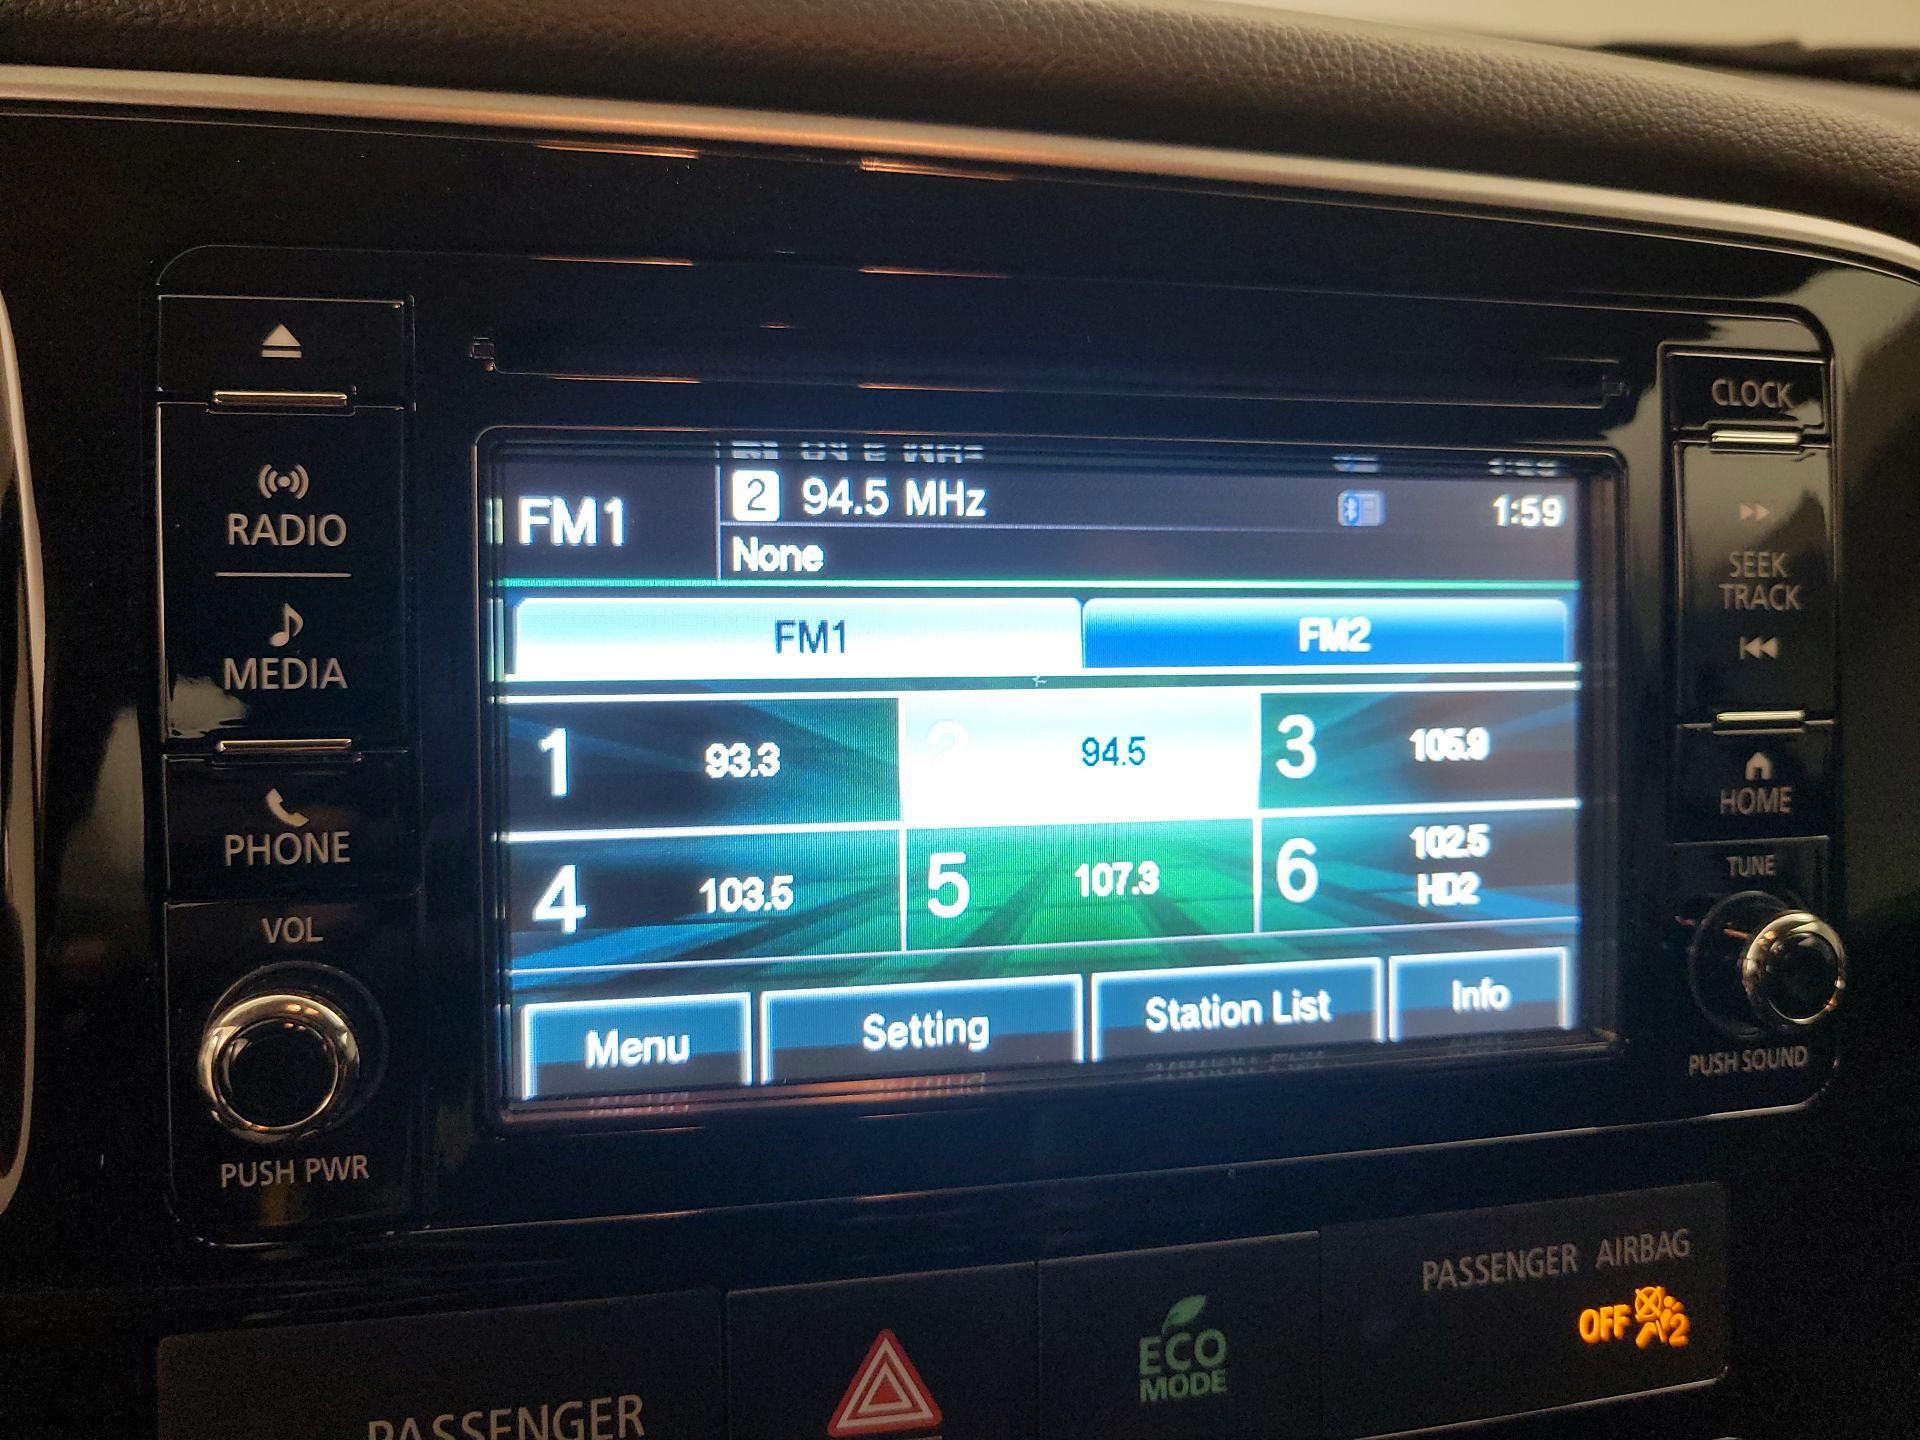 CLOCK
RADIO
MEDIA
PHONE
VOL
PUSH PWR
FM1
2 94.5 MHz
1:59
None
FM1 FM2
1 93.3
2 94.5
3 105.9
4 103.5
5 107.3
6 102.5
HD2
Menu Setting Station List Info
SEEK
TRACK
HOME
TUNE
PUSH SOUND
PASSENGER AIRBAG
OFF 2
ECO
MODE
PASSENGER